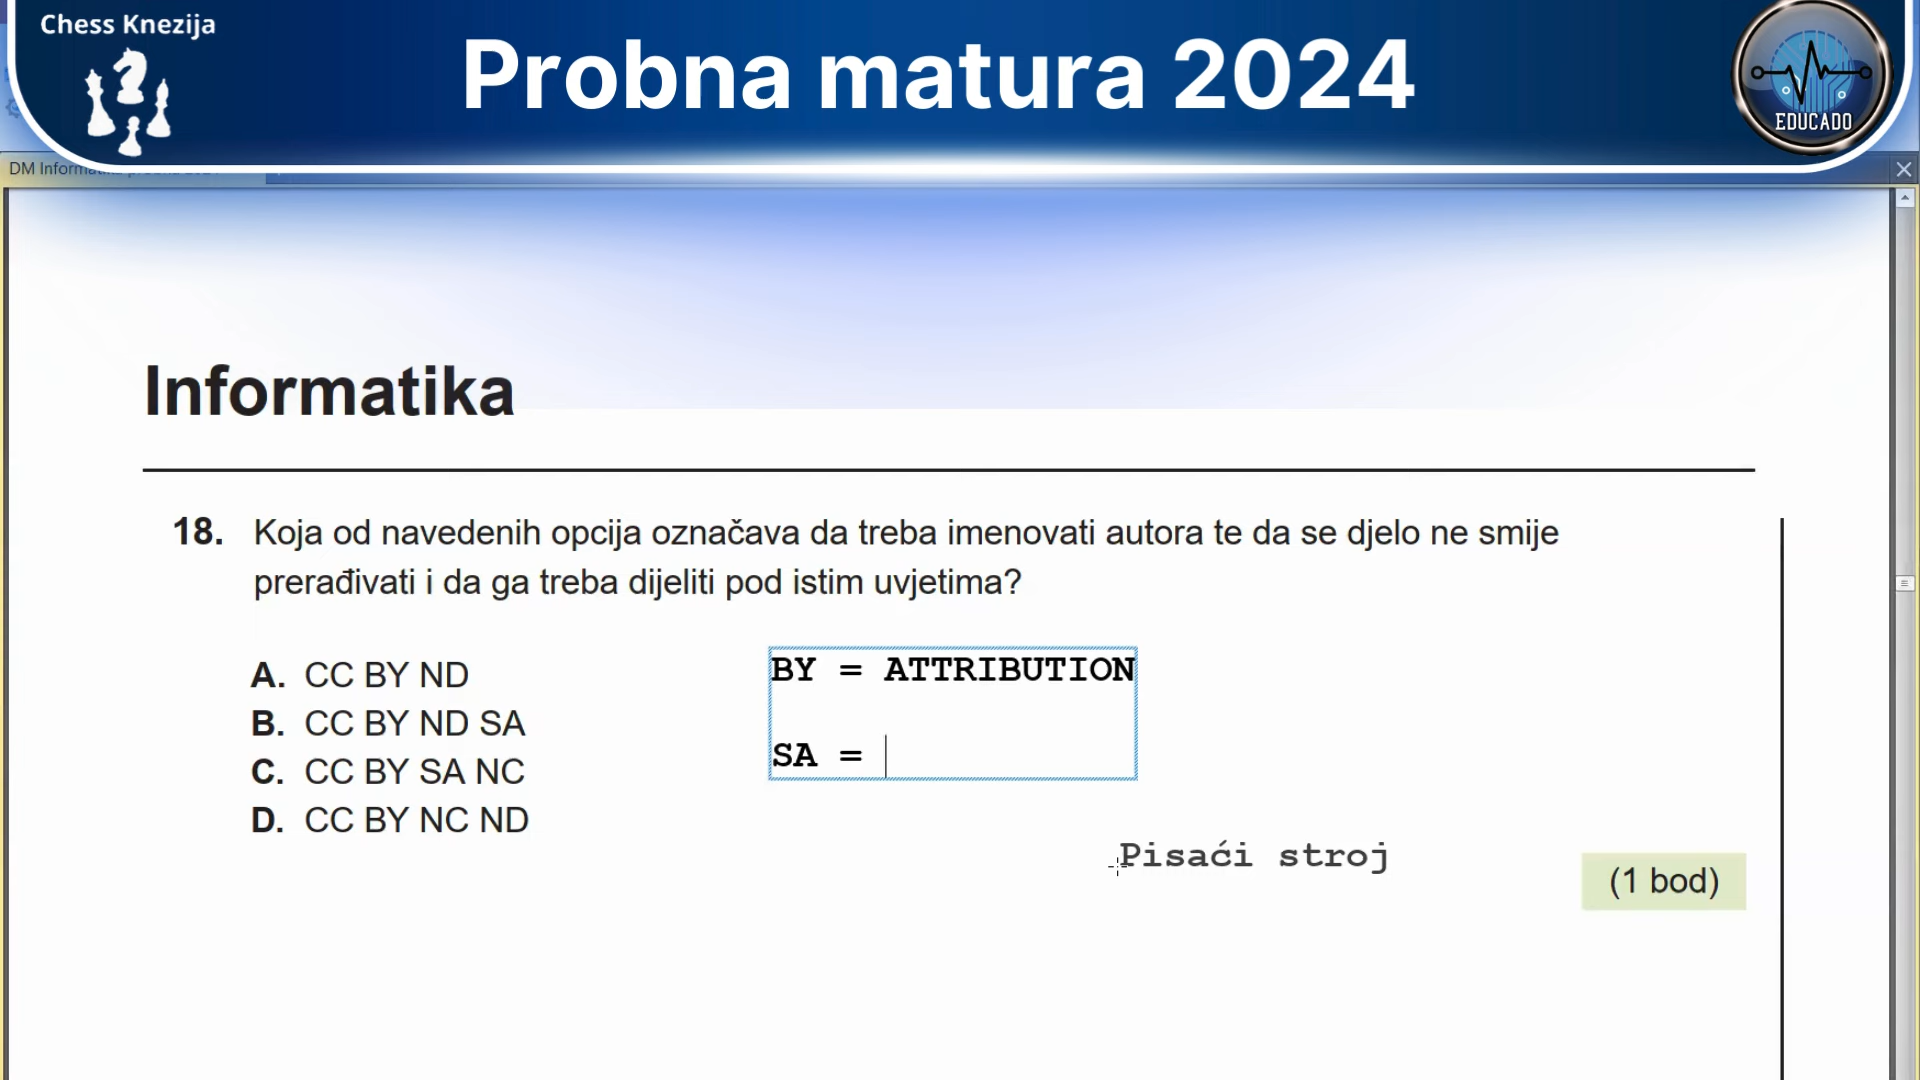 Chess Knezija
Probna matura 2024
EDUCADO
Informatika
18. Koja od navedenih opcija označava da treba imenovati autora te da se djelo ne smije
prerađivati i da ga treba dijeliti pod istim uvjetima?
A. CC BY ND
B. CC BY ND SA
C. CC BY SA NC
D. CC BY NC ND
BY = ATTRIBUTION
SA =
Pisaći stroj
(1 bod)